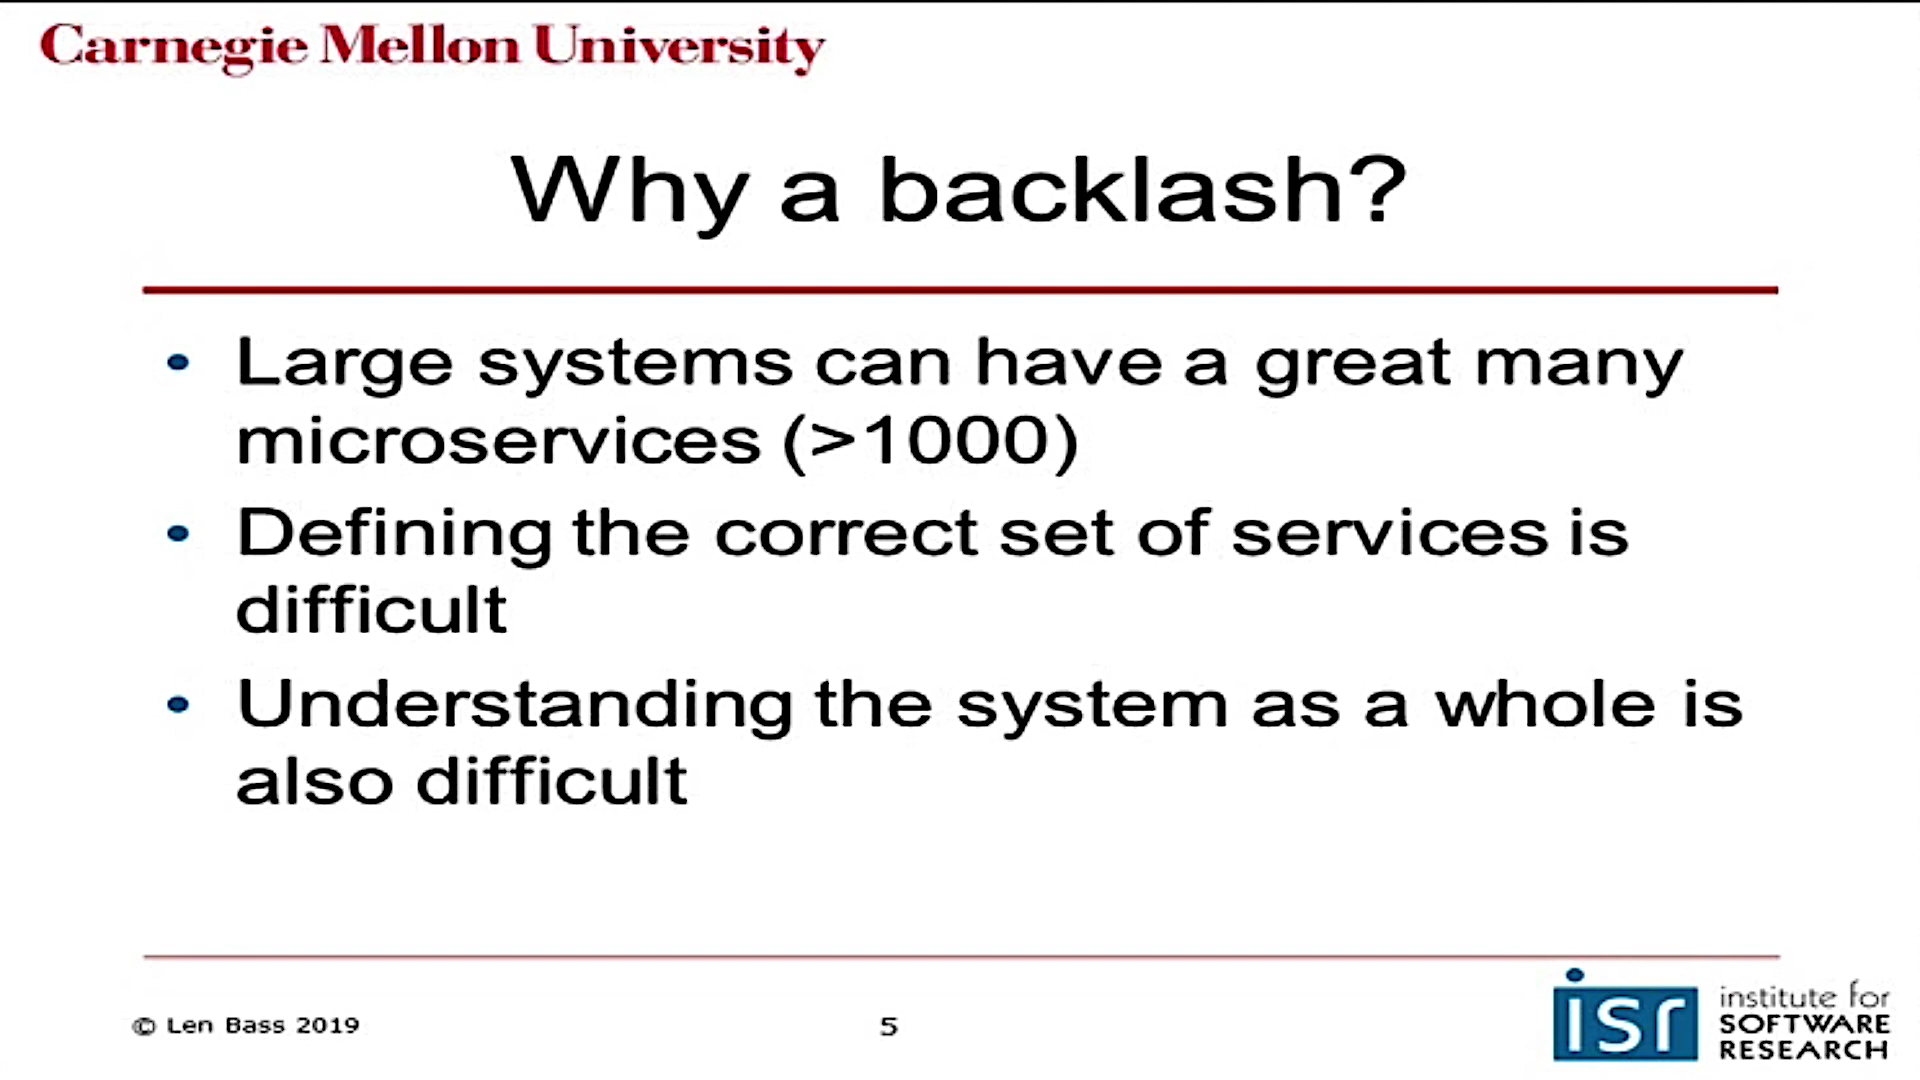 Carnegie Mellon University
Why a backlash?
• Large systems can have a great many
microservices (>1000)
• Defining the correct set of services is
difficult
• Understanding the system as a whole is
also difficult
© Len Bass 2019
5
isr
institute for
SOFTWARE
RESEARCH